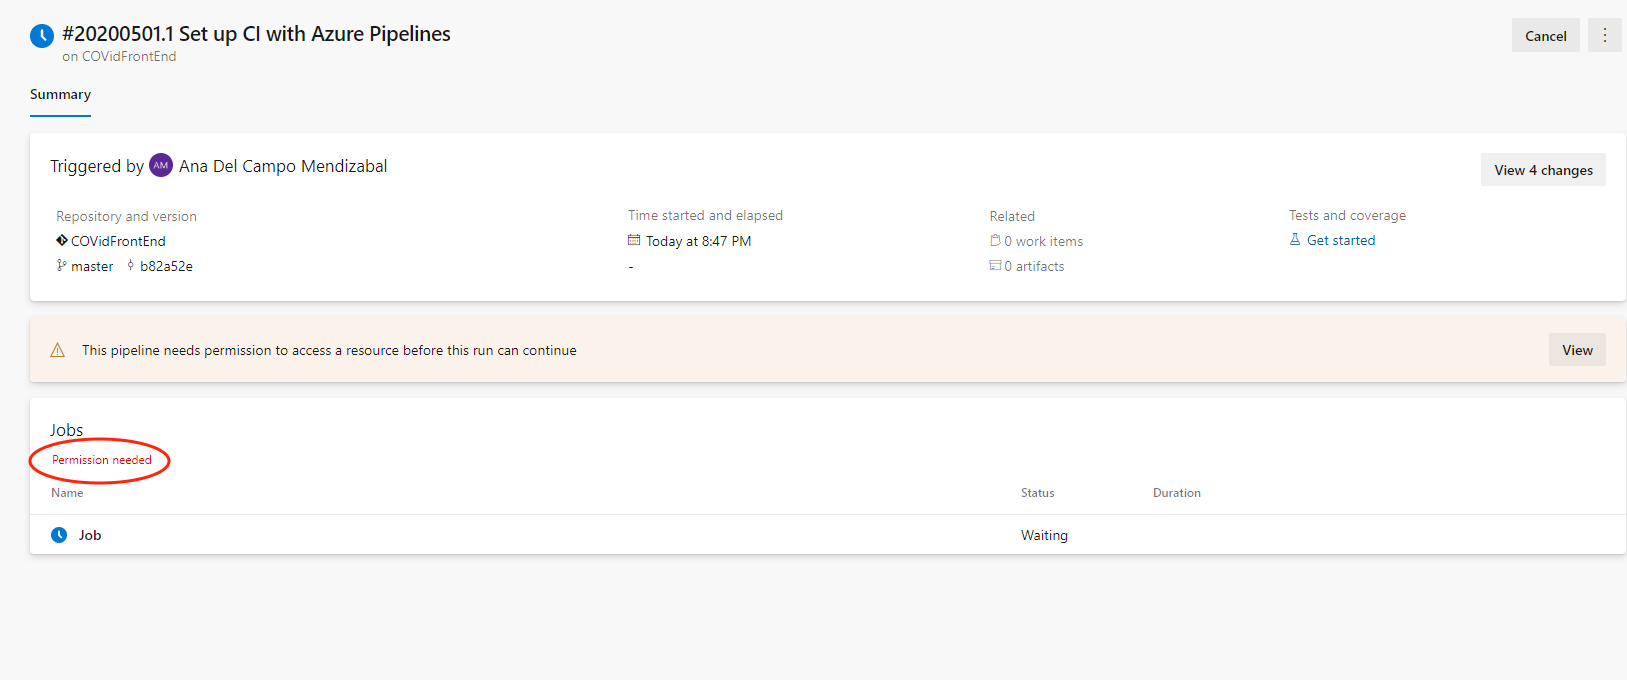 #20200501.1 Set up CI with Azure Pipelines
Cancel
on COVidFrontEnd
Summary
Triggered by AM Ana Del Campo Mendizabal
View 4 changes
Repository and version
Time started and elapsed
Related
Tests and coverage
COVidFrontEnd
Today at 8:47 PM
0 work items
Get started
master b82a52e
-
0 artifacts
This pipeline needs permission to access a resource before this run can continue
View
Jobs
Permission needed
Name
Status
Duration
Job
Waiting